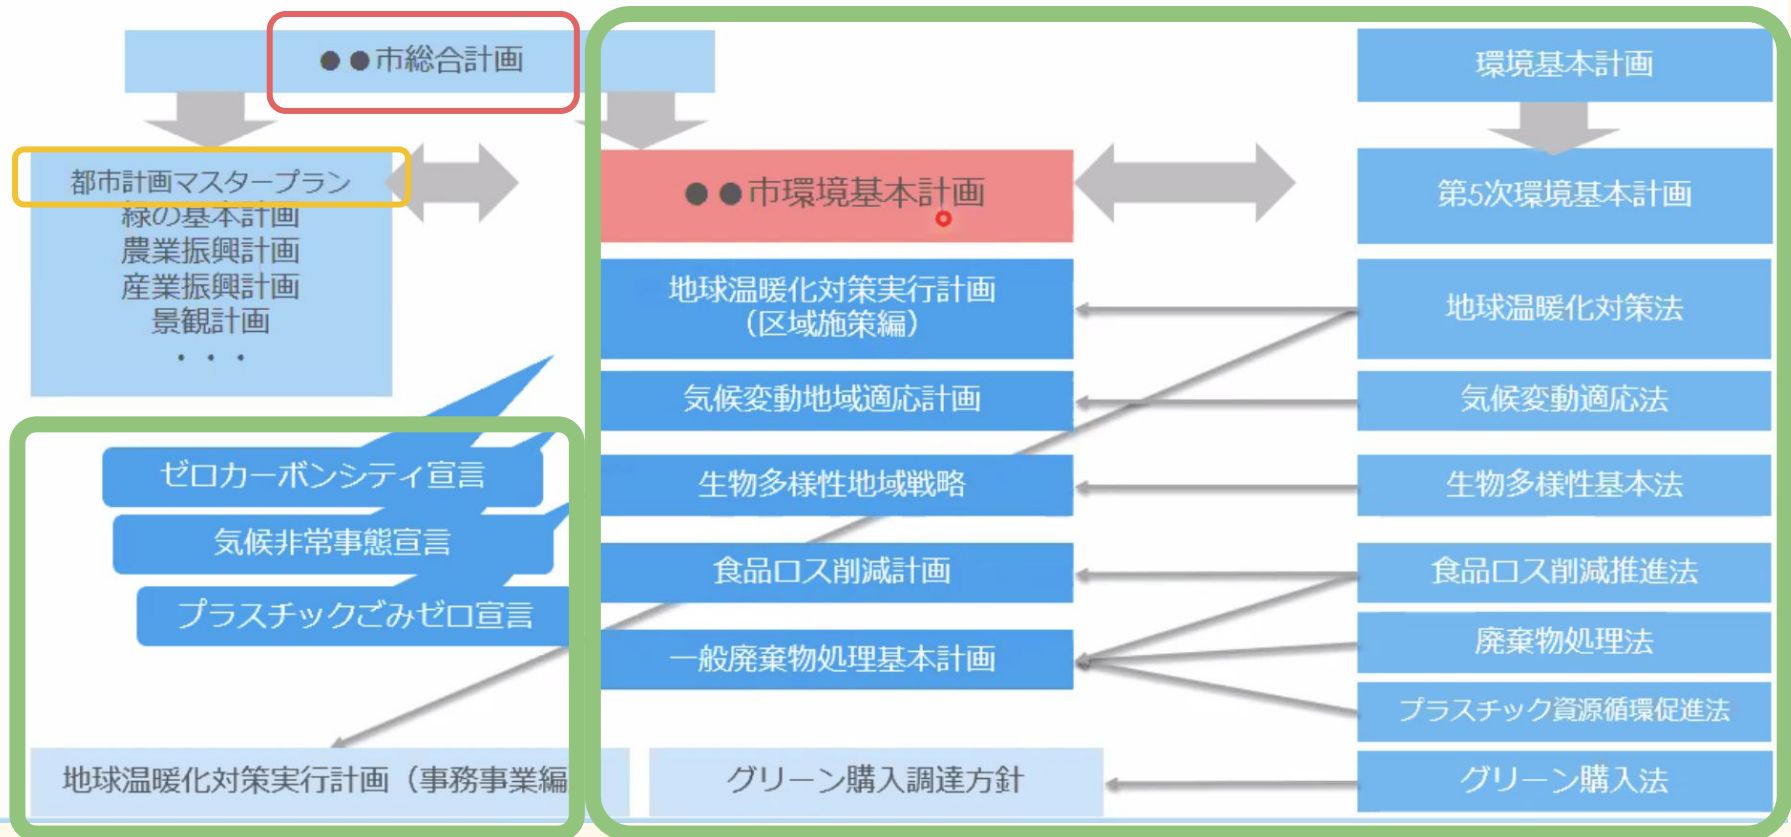 ●●市総合計画
環境基本計画
都市計画マスタープラン
緑の基本計画
農業振興計画
産業振興計画
景観計画
・・・
●●市環境基本計画
第5次環境基本計画
地球温暖化対策実行計画
（区域施策編）
地球温暖化対策法
気候変動地域適応計画
気候変動適応法
ゼロカーボンシティ宣言
生物多様性地域戦略
生物多様性基本法
気候非常事態宣言
食品ロス削減計画
食品ロス削減推進法
プラスチックごみゼロ宣言
一般廃棄物処理基本計画
廃棄物処理法
プラスチック資源循環促進法
地球温暖化対策実行計画（事務事業編
グリーン購入調達方針
グリーン購入法